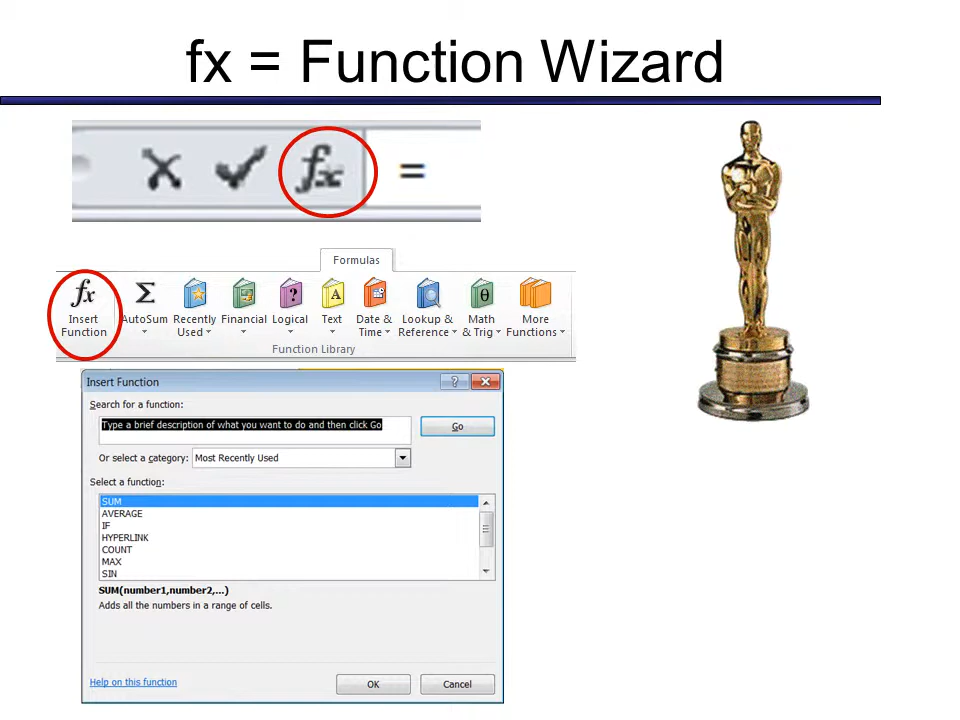 fx = Function Wizard
fx =
Formulas
fx Σ ? A θ
Insert AutoSum Recently Financial Logical Text Date & Lookup & Math More
Function Used Time Reference & Trig Functions
Function Library
Insert Function ?
Search for a function:
Type a brief description of what you want to do and then click Go
Go
Or select a category: Most Recently Used
Select a function:
SUM
AVERAGE
IF
HYPERLINK
COUNT
MAX
SIN
SUM(number1,number2,...)
Adds all the numbers in a range of cells.
Help on this function
OK Cancel